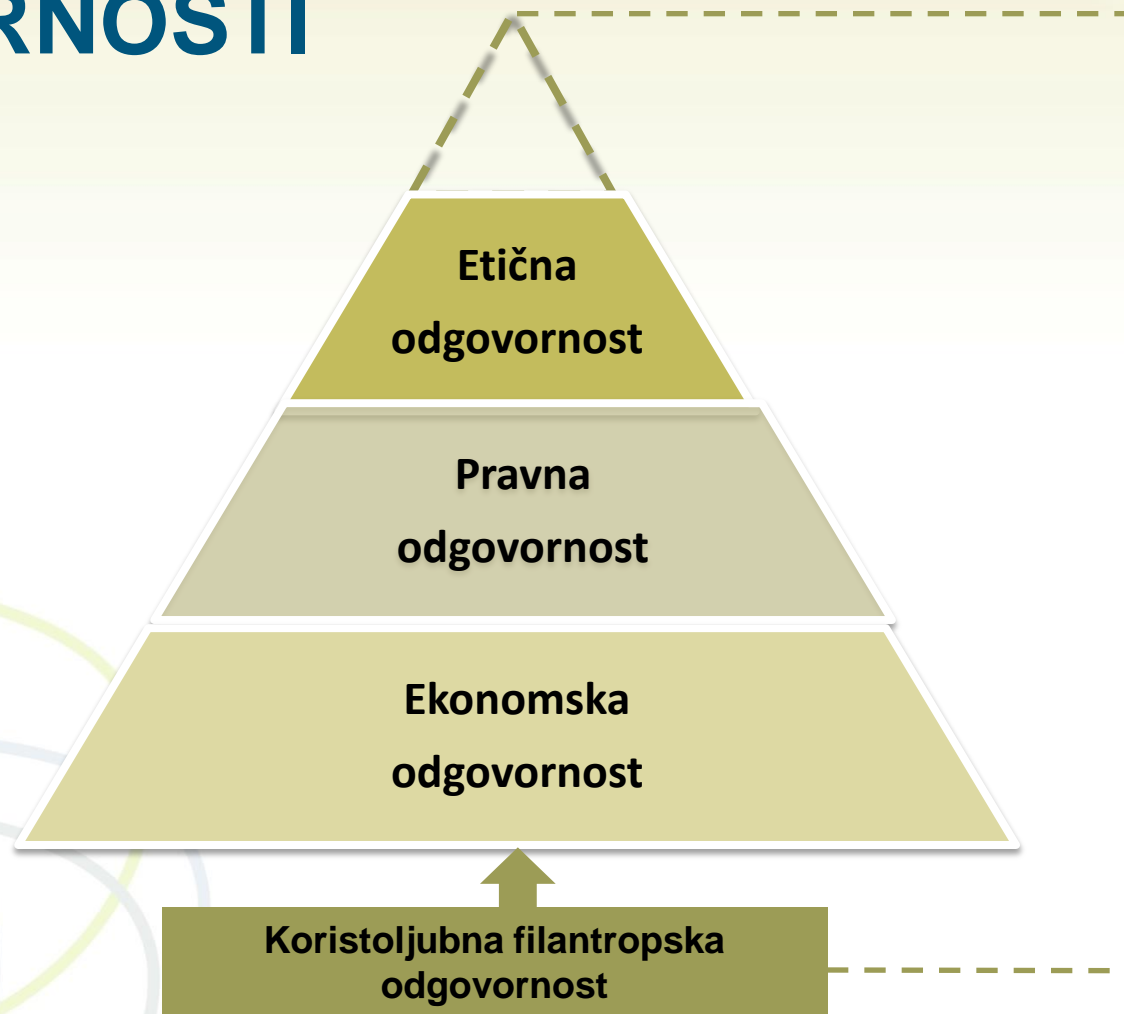 RNOSTI
Etična
odgovornost
Pravna
odgovornost
Ekonomska
odgovornost
Koristoljubna filantropska
odgovornost